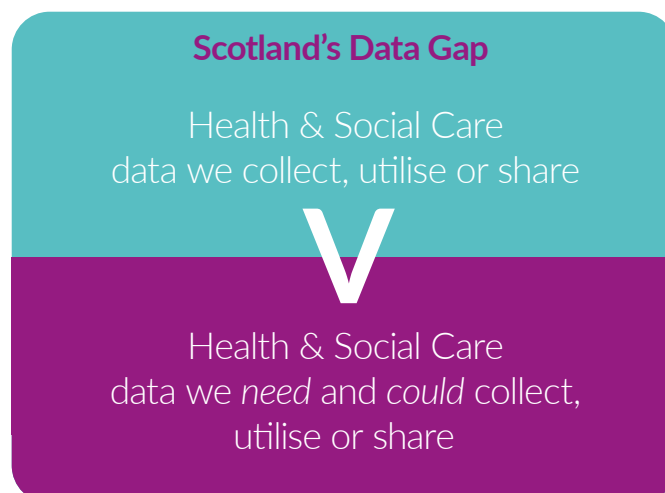 Scotland's Data Gap
Health & Social Care
data we collect, utilise or share
V
Health & Social Care
data we need and could collect,
utilise or share